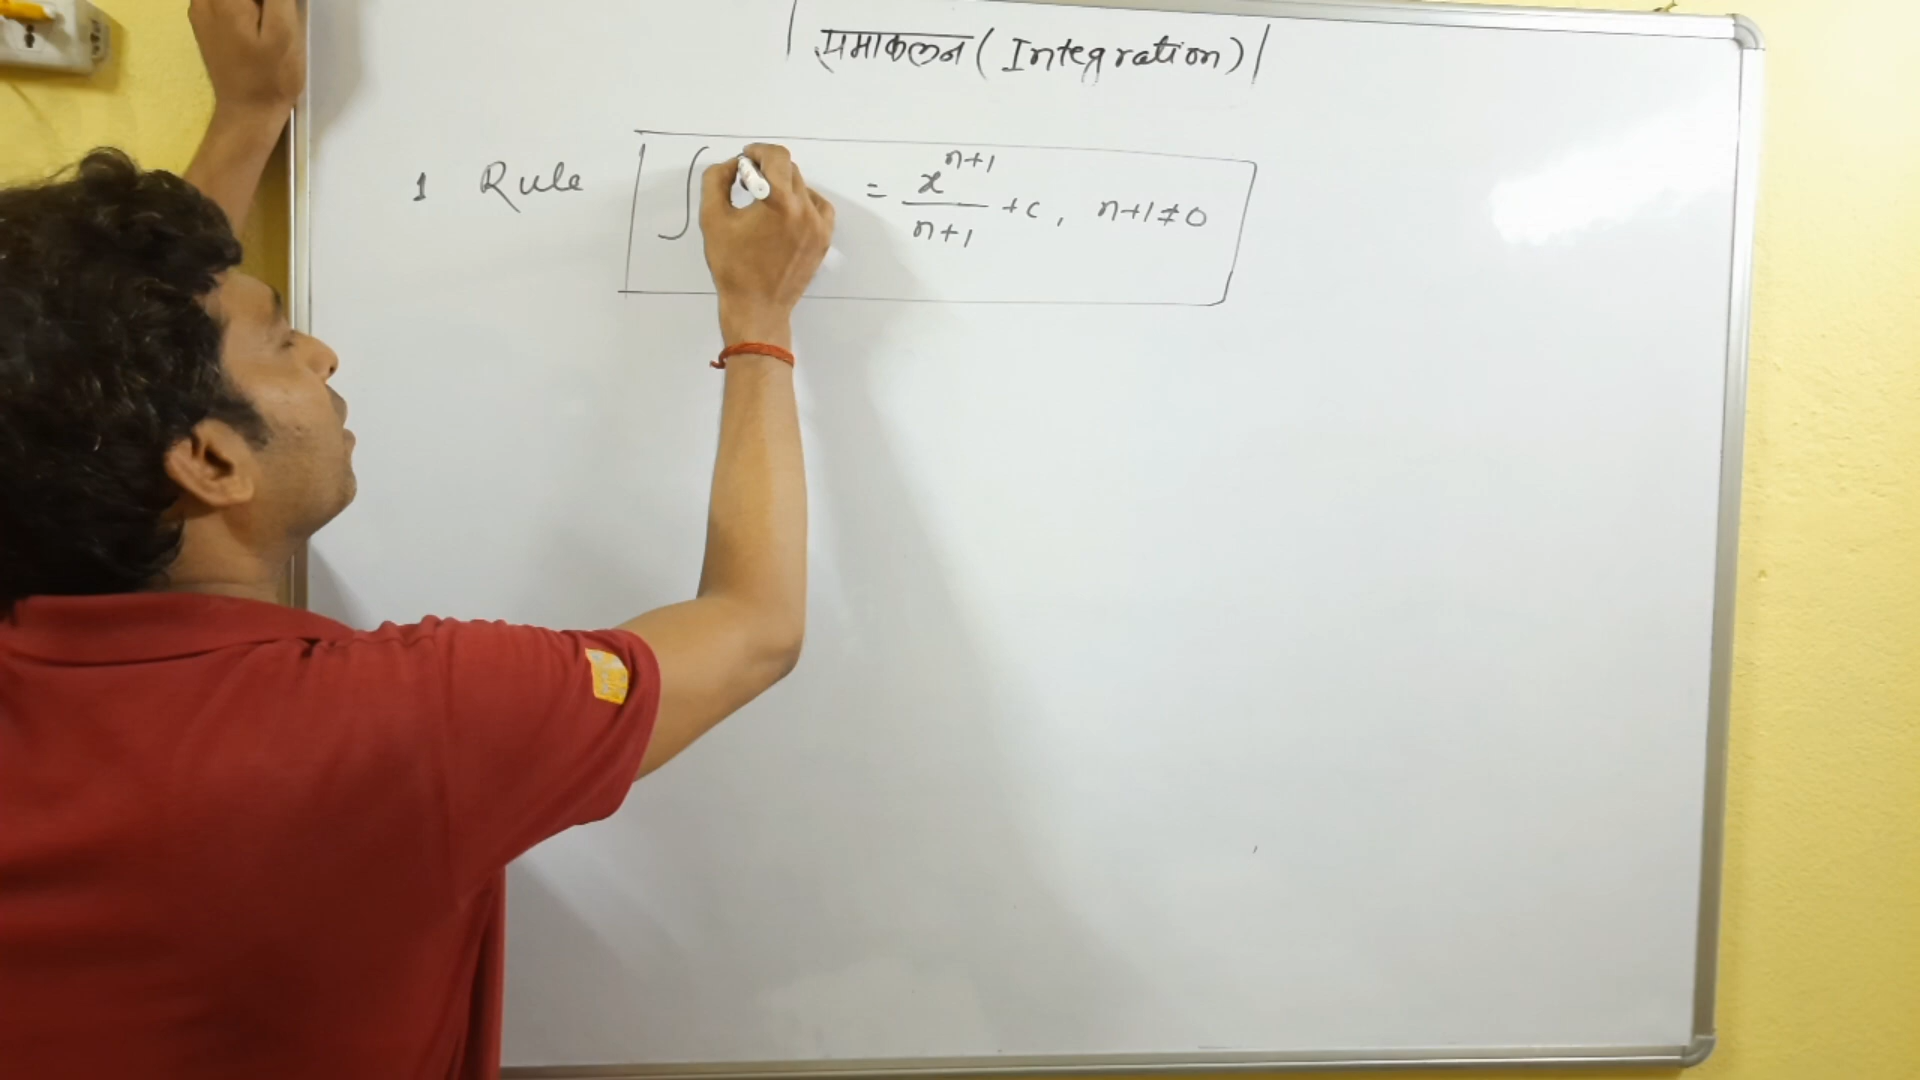 समाकलन ( Integration )
1 Rule ∫ = x^(n+1)/(n+1) + c , n+1≠0